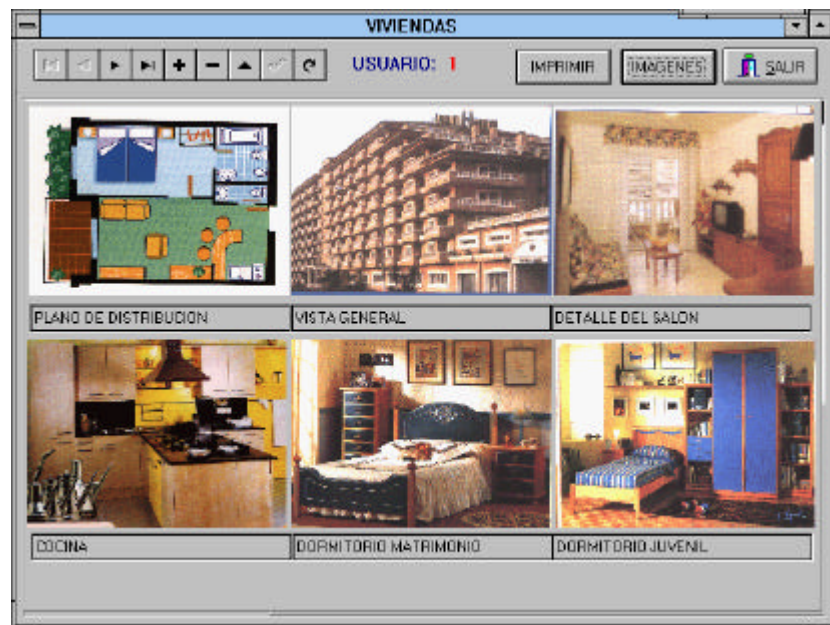 VIVIENDAS
USUARIO: 1
IMPRIMIR
IMAGENES
SALIR
PLANO DE DISTRIBUCION
VISTA GENERAL
DETALLE DEL SALON
COCINA
DORMITORIO MATRIMONIO
DORMITORIO JUVENIL